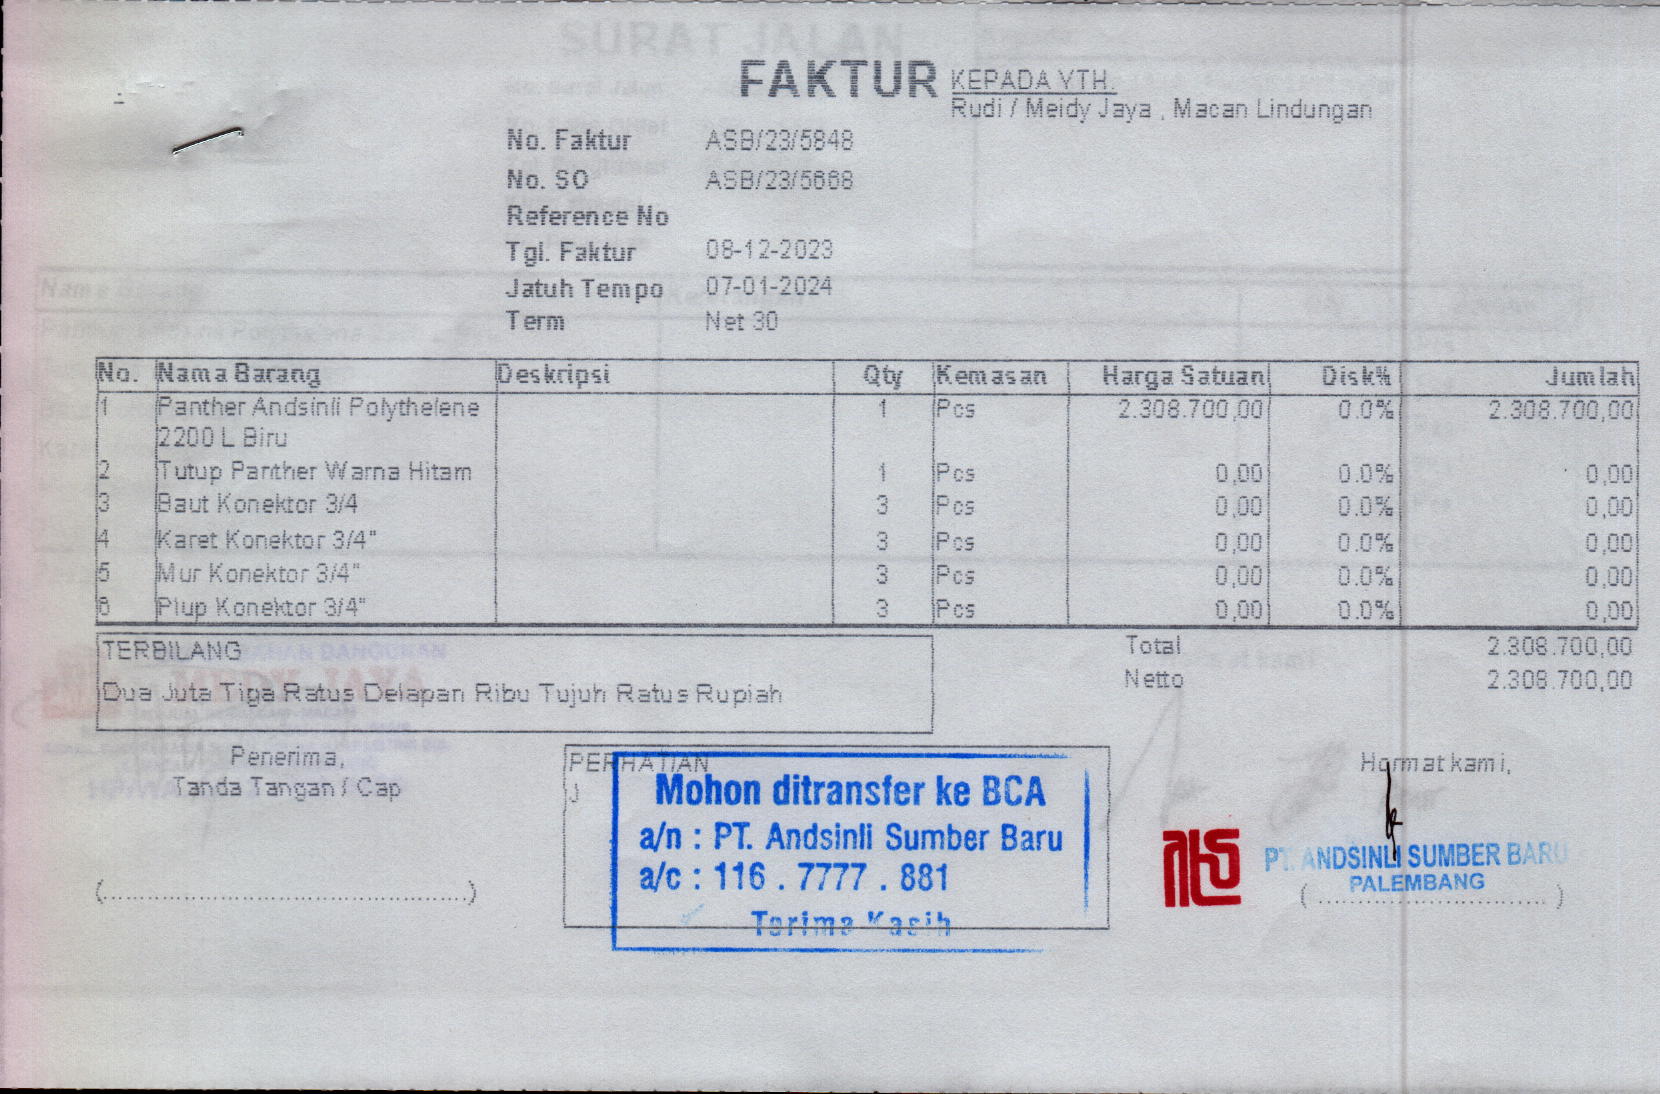 FAKTUR
KEPADA YTH.
Rudi / Meidy Jaya , Macan Lindungan
No. Faktur ASB/23/5848
No. SO ASB/23/5668
Reference No
Tgl. Faktur 08-12-2023
Jatuh Tempo 07-01-2024
Term Net 30
No. Nama Barang Deskripsi Qty Kemasan Harga Satuan Disk% Jumlah
1 Panther Andsinli Polythelene 1 Pcs 2.308.700,00 0.0% 2.308.700,00
2200 L Biru
2 Tutup Panther Warna Hitam 1 Pcs 0,00 0.0% 0,00
3 Baut Konektor 3/4 3 Pcs 0,00 0.0% 0,00
4 Karet Konektor 3/4" 3 Pcs 0,00 0.0% 0,00
5 Mur Konektor 3/4" 3 Pcs 0,00 0.0% 0,00
6 Plup Konektor 3/4" 3 Pcs 0,00 0.0% 0,00
TERBILANG
Dua Juta Tiga Ratus Delapan Ribu Tujuh Ratus Rupiah
Total 2.308.700,00
Netto 2.308.700,00
Penerima,
Tanda Tangan / Cap
PERHATIAN
Mohon ditransfer ke BCA
a/n : PT. Andsinli Sumber Baru
a/c : 116 . 7777 . 881
Terima Kasih
Hormat kami,
PT. ANDSINLI SUMBER BARU
PALEMBANG
SURAT JALAN
Nama Barang
MEDY JAYA